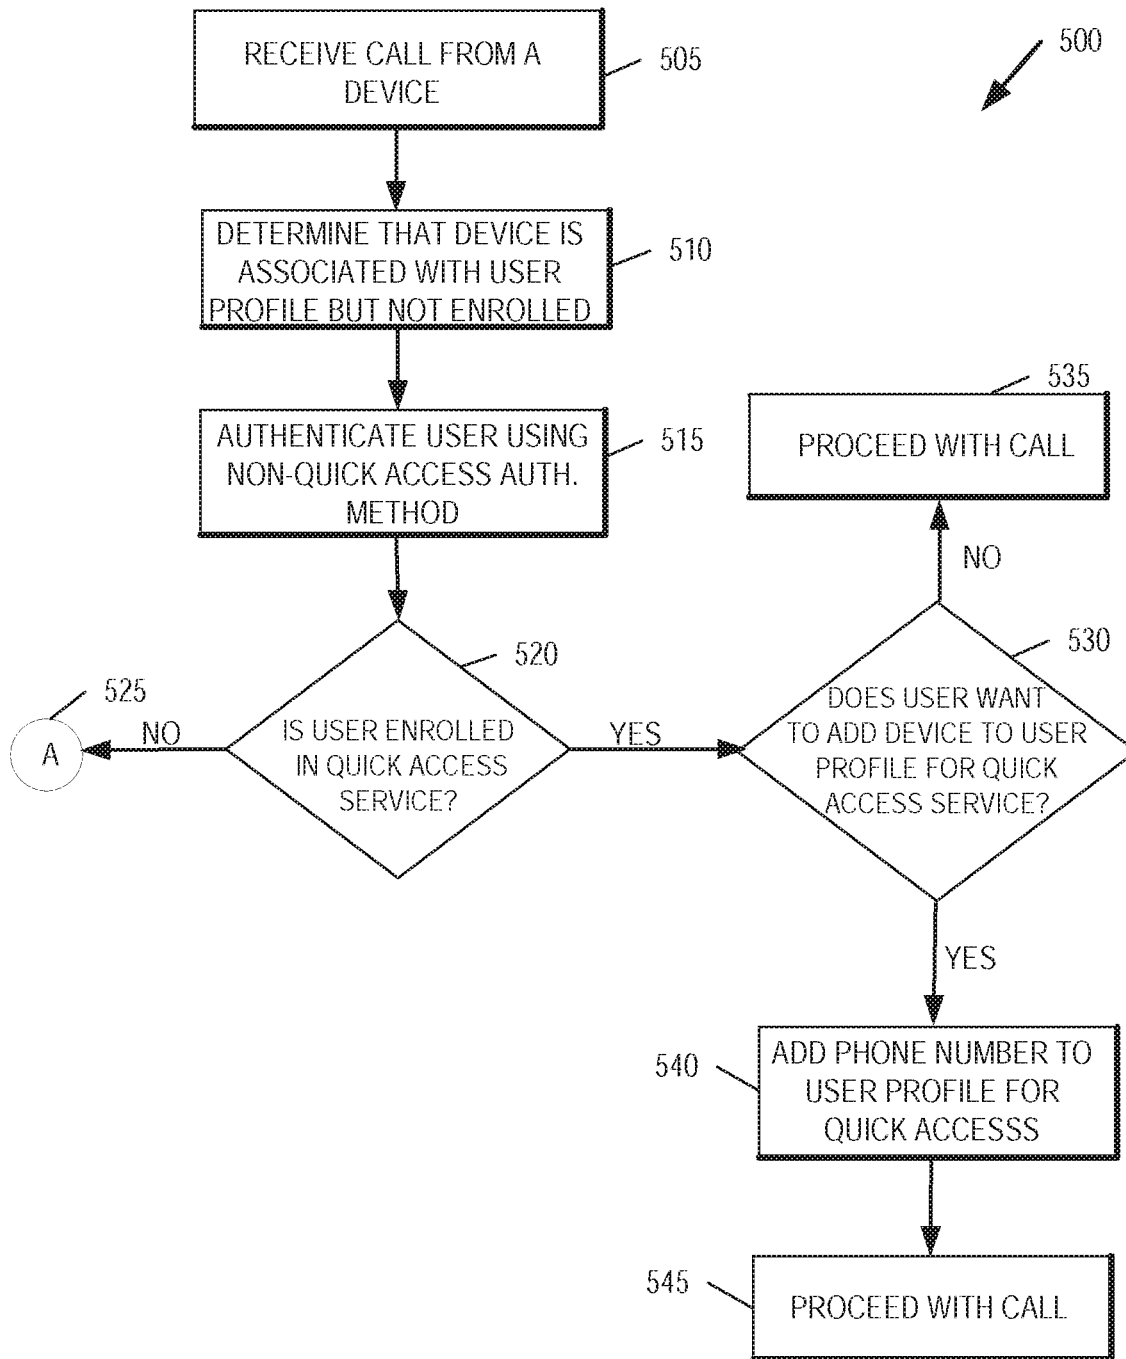 RECEIVE CALL FROM A
DEVICE
505
500
DETERMINE THAT DEVICE IS
ASSOCIATED WITH USER
PROFILE BUT NOT ENROLLED
510
AUTHENTICATE USER USING
NON-QUICK ACCESS AUTH.
METHOD
515
535
PROCEED WITH CALL
NO
520
IS USER ENROLLED
IN QUICK ACCESS
SERVICE?
525
A
NO
YES
530
DOES USER WANT
TO ADD DEVICE TO USER
PROFILE FOR QUICK
ACCESS SERVICE?
YES
540
ADD PHONE NUMBER TO
USER PROFILE FOR
QUICK ACCESSS
545
PROCEED WITH CALL